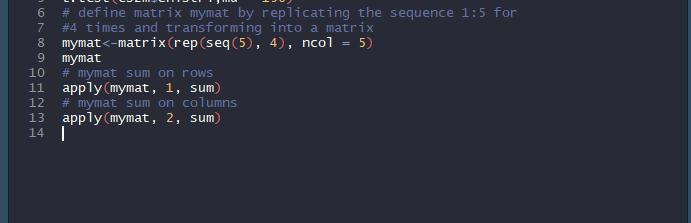 6 # define matrix mymat by replicating the sequence 1:5 for
7 #4 times and transforming into a matrix
8 mymat<-matrix(rep(seq(5), 4), ncol = 5)
9 mymat
10 # mymat sum on rows
11 apply(mymat, 1, sum)
12 # mymat sum on columns
13 apply(mymat, 2, sum)
14